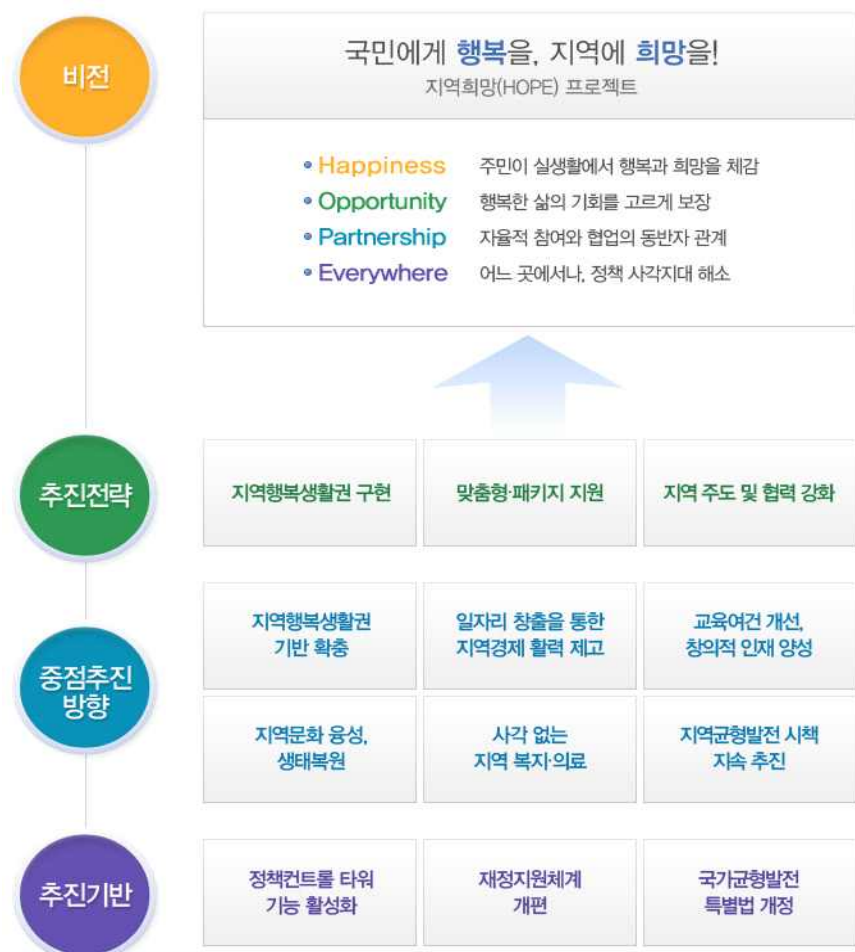 비전
국민에게 행복을, 지역에 희망을!
지역희망(HOPE) 프로젝트
• Happiness 주민이 실생활에서 행복과 희망을 체감
• Opportunity 행복한 삶의 기회를 고르게 보장
• Partnership 자율적 참여와 협업의 동반자 관계
• Everywhere 어느 곳에서나, 정책 사각지대 해소
추진전략
지역행복생활권 구현
맞춤형·패키지 지원
지역 주도 및 협력 강화
중점추진
방향
지역행복생활권
기반 확충
일자리 창출을 통한
지역경제 활력 제고
교육여건 개선,
창의적 인재 양성
지역문화 융성,
생태복원
사각 없는
지역 복지·의료
지역균형발전 시책
지속 추진
추진기반
정책컨트롤 타워
기능 활성화
재정지원체계
개편
국가균형발전
특별법 개정